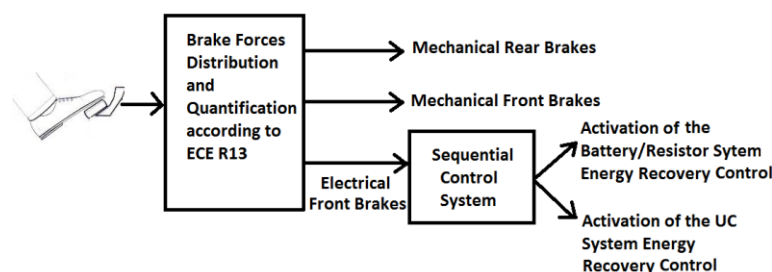 Brake Forces
Distribution
and
Quantification
according to
ECE R13
Mechanical Rear Brakes
Mechanical Front Brakes
Electrical
Front Brakes
Sequential
Control
System
Activation of the
Battery/Resistor Sytem
Energy Recovery Control
Activation of the UC
System Energy
Recovery Control